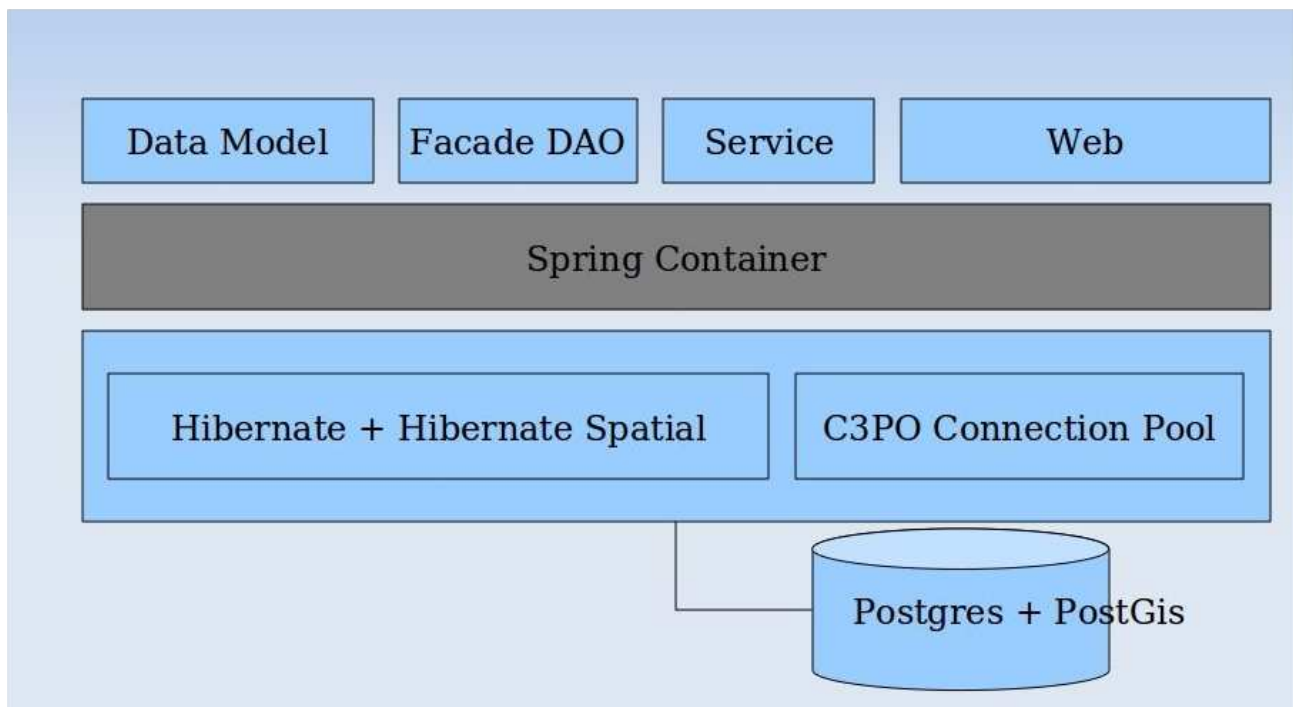 Data Model
Facade DAO
Service
Web
Spring Container
Hibernate + Hibernate Spatial
C3PO Connection Pool
Postgres + PostGis